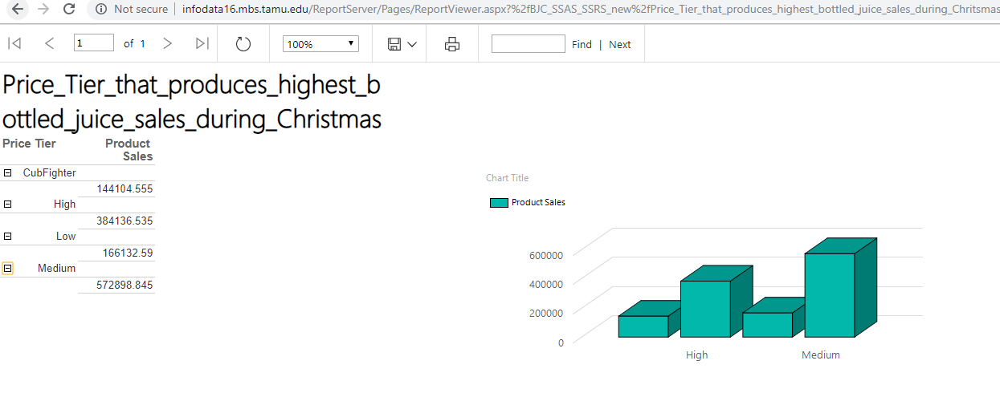 Not secure | infodata16.mbs.tamu.edu/ReportServer/Pages/ReportViewer.aspx?%2fBJC_SSAS_SSRS_new%2fPrice_Tier_that_produces_highest_bottled_juice_sales_during_Chritsmas
1 of 1 100% Find | Next
Price_Tier_that_produces_highest_b
ottled_juice_sales_during_Christmas
Price Tier Product
Sales
CubFighter
144104.555
High
384136.535
Low
166132.59
Medium
572898.845
Chart Title
Product Sales
600000
400000
200000
0
High Medium